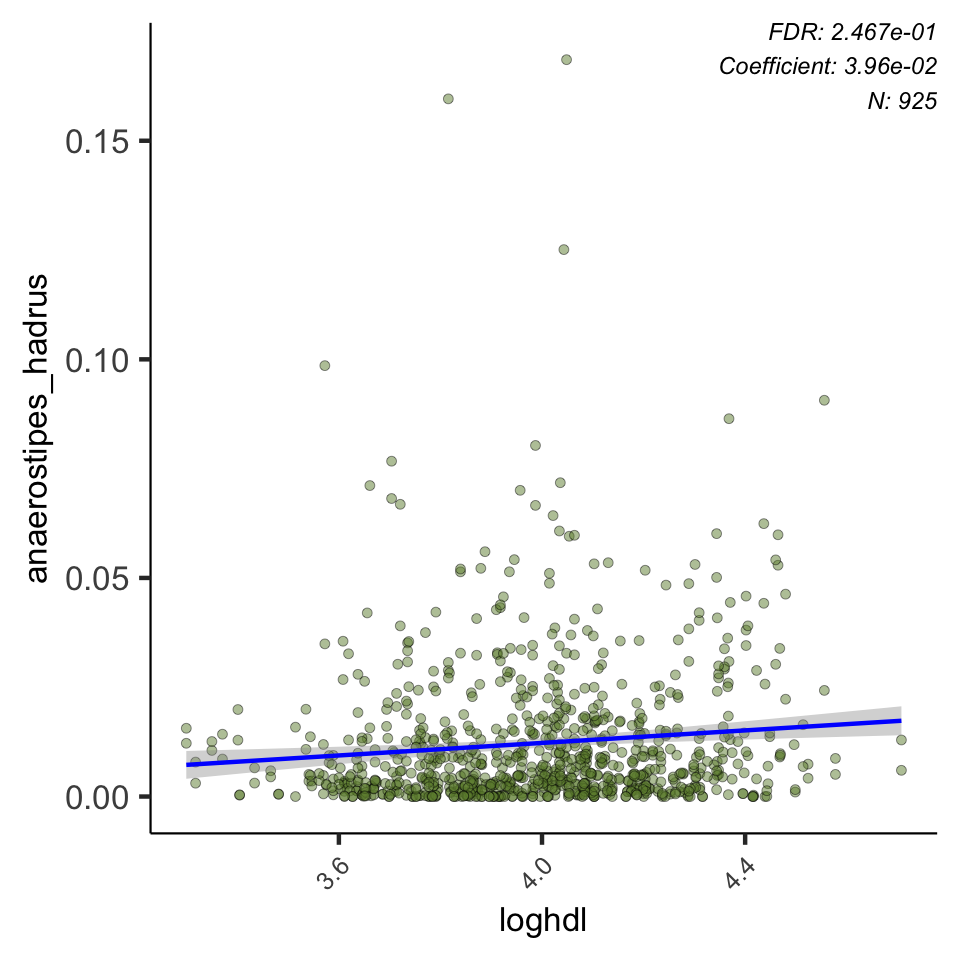 FDR: 2.467e-01
Coefficient: 3.96e-02
N: 925
0.15
0.10
0.05
0.00
anaerostipes_hadrus
3.6
4.0
4.4
loghdl